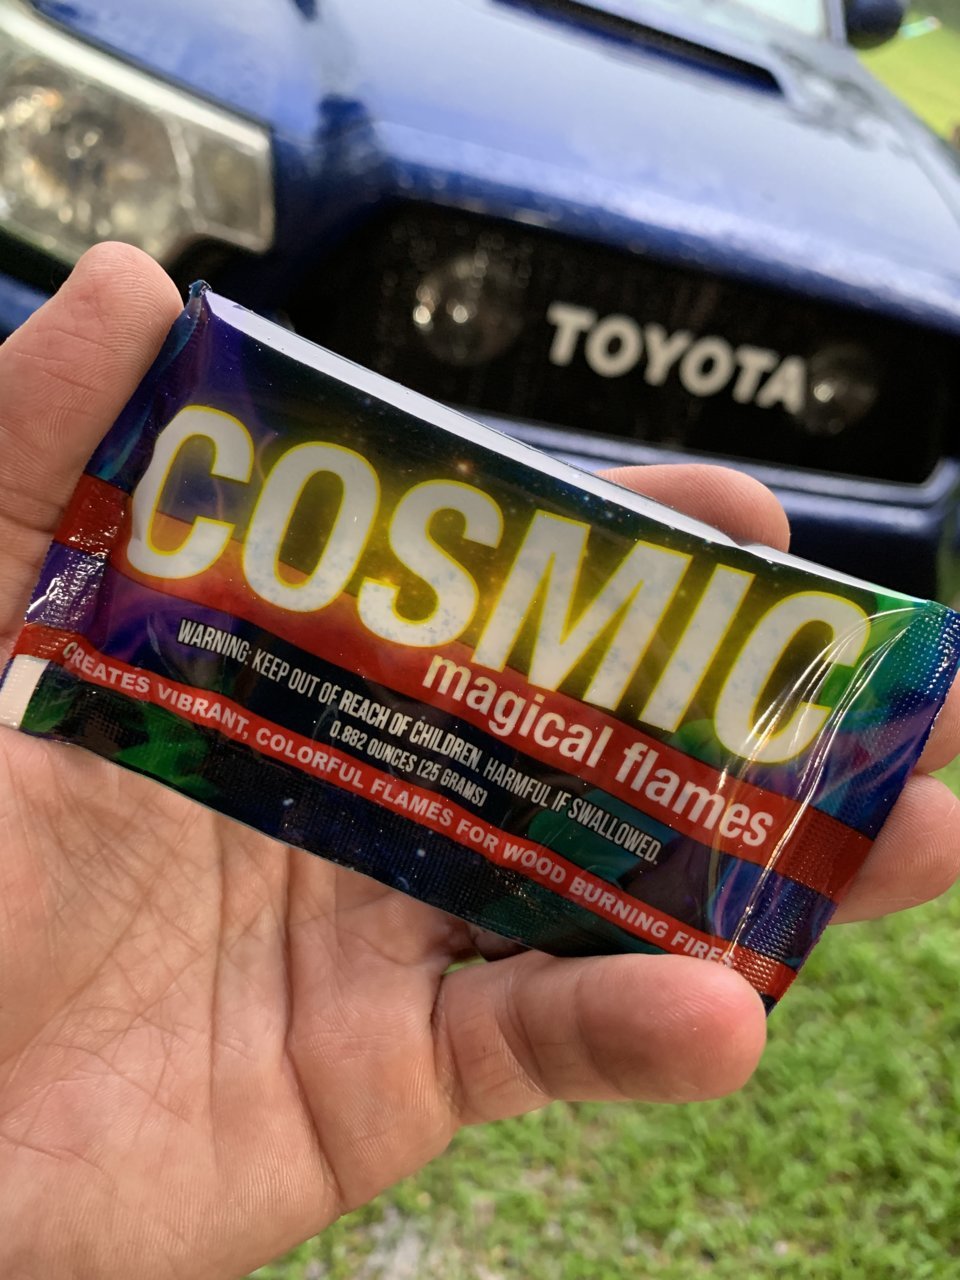 TOYOTA
COSMIC
magical flames
WARNING: KEEP OUT OF REACH OF CHILDREN. HARMFUL IF SWALLOWED.
0.882 OUNCES (25 GRAMS)
CREATES VIBRANT, COLORFUL FLAMES FOR WOOD BURNING FIRES